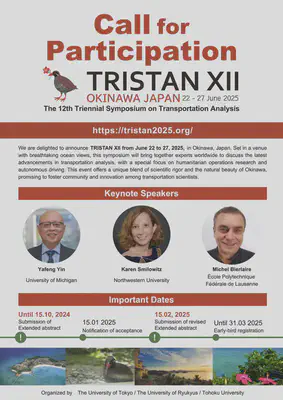 Call for
Participation
TRISTAN XII
OKINAWA JAPAN 22 - 27 June 2025
The 12th Triennial Symposium on Transportation Analysis
https://tristan2025.org/
We are delighted to announce TRISTAN XII from June 22 to 27, 2025, in Okinawa, Japan. Set in a venue
with breathtaking ocean views, this symposium will bring together experts worldwide to discuss the latest
advancements in transportation analysis, with a special focus on humanitarian operations research and
autonomous driving. This event offers a unique blend of scientific rigor and the natural beauty of Okinawa,
promising to foster community and innovation among transportation scientists.
Keynote Speakers
Yafeng Yin
University of Michigan
Karen Smilowitz
Northwestern University
Michel Bierlaire
École Polytechnique
Fédérale de Lausanne
Important Dates
Until 15.10, 2024
Submission of
Extended abstract
15.01 2025
Notification of acceptance
15.02, 2025
Submission of revised
Extended abstract
Until 31.03 2025
Early-bird registration
Organized by The University of Tokyo / The University of Ryukyu / Tohoku University